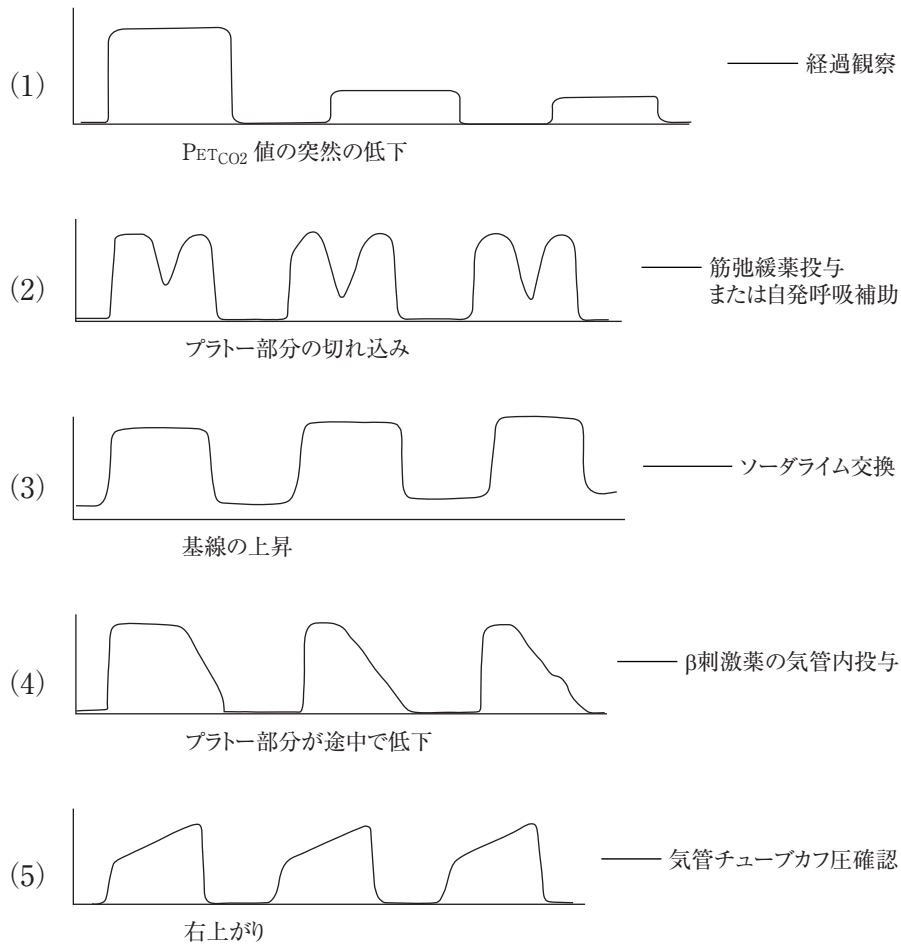 (1)
経過観察
PETCO2 値の突然の低下
(2)
筋弛緩薬投与
または自発呼吸補助
プラトー部分の切れ込み
(3)
ソーダライム交換
基線の上昇
(4)
β刺激薬の気管内投与
プラトー部分が途中で低下
(5)
気管チューブカフ圧確認
右上がり